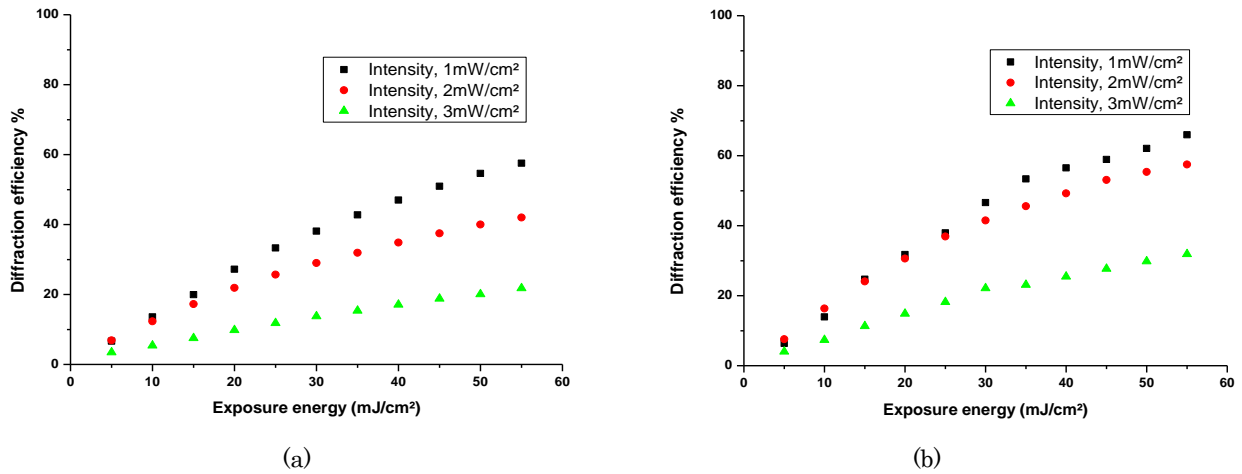 100
80
60
40
20
0
Diffraction efficiency %
Intensity, 1mW/cm²
Intensity, 2mW/cm²
Intensity, 3mW/cm²
0 10 20 30 40 50 60
Exposure energy (mJ/cm²)
(a)
100
80
60
40
20
0
Diffraction efficiency %
Intensity, 1mW/cm²
Intensity, 2mW/cm²
Intensity, 3mW/cm²
0 10 20 30 40 50 60
Exposure energy (mJ/cm²)
(b)